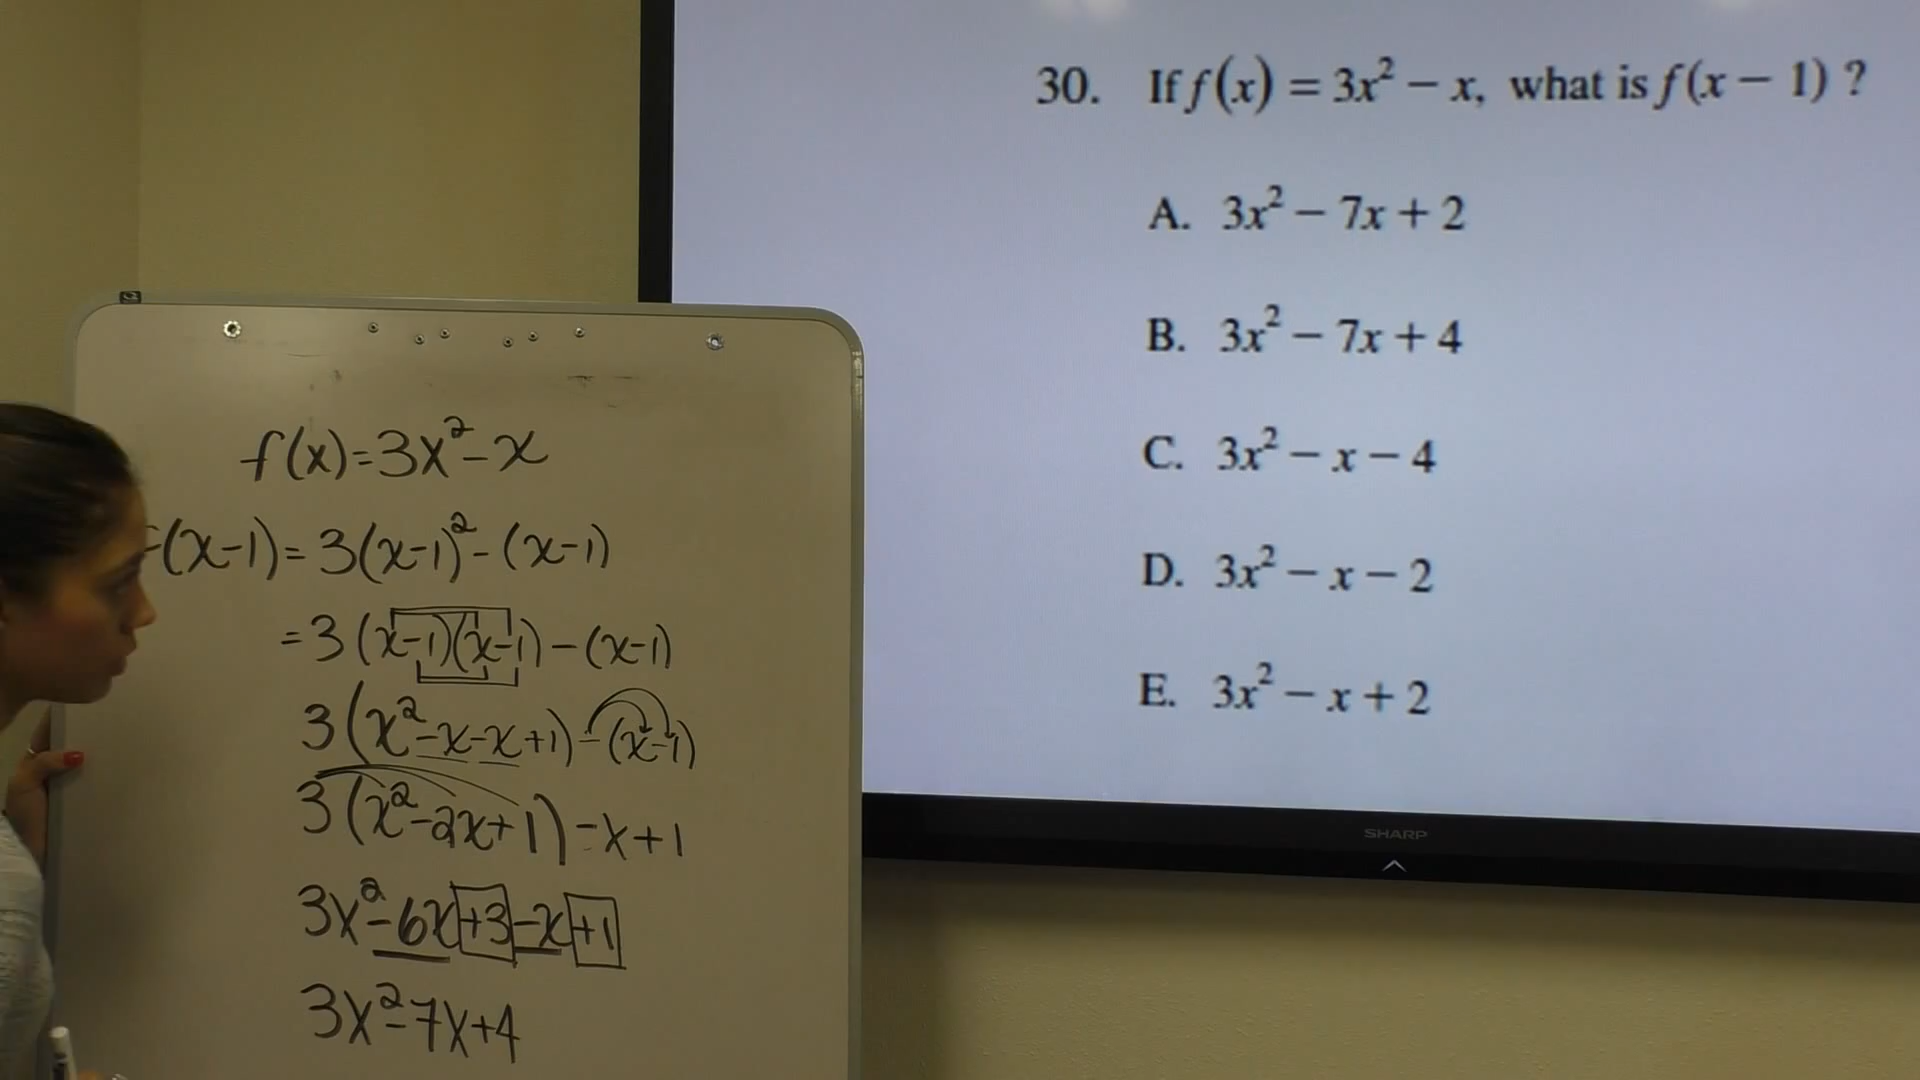 30. If f(x) = 3x² – x, what is f(x – 1) ?
A. 3x² – 7x + 2
B. 3x² – 7x + 4
C. 3x² – x – 4
D. 3x² – x – 2
E. 3x² – x + 2
SHARP
f(x)=3x²-x
(x-1)=3(x-1)²-(x-1)
=3(x-1)(x-1)-(x-1)
3(x²-x-x+1)-(x-1)
3(x²-2x+1)-x+1
3x²-6x+3-x+1
3x²-7x+4